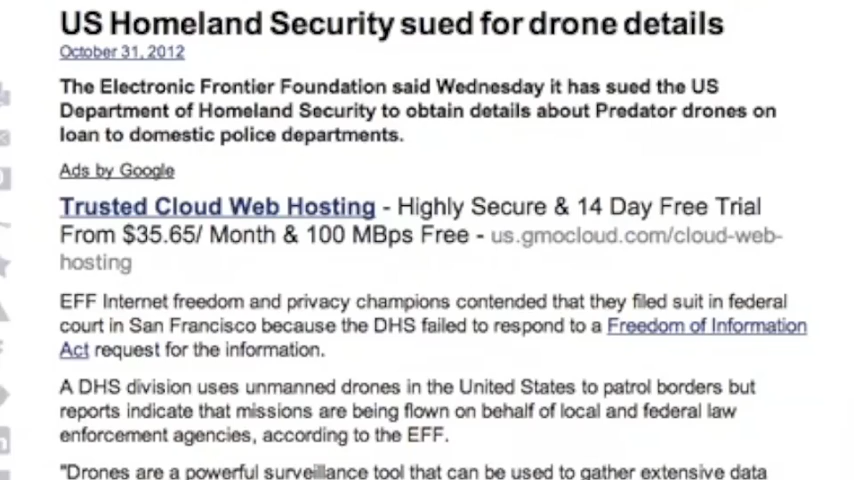 US Homeland Security sued for drone details
October 31, 2012
The Electronic Frontier Foundation said Wednesday it has sued the US
Department of Homeland Security to obtain details about Predator drones on
loan to domestic police departments.
Ads by Google
Trusted Cloud Web Hosting - Highly Secure & 14 Day Free Trial
From $35.65/ Month & 100 MBps Free - us.gmocloud.com/cloud-web-
hosting
EFF Internet freedom and privacy champions contended that they filed suit in federal
court in San Francisco because the DHS failed to respond to a Freedom of Information
Act request for the information.
A DHS division uses unmanned drones in the United States to patrol borders but
reports indicate that missions are being flown on behalf of local and federal law
enforcement agencies, according to the EFF.
"Drones are a powerful surveillance tool that can be used to gather extensive data